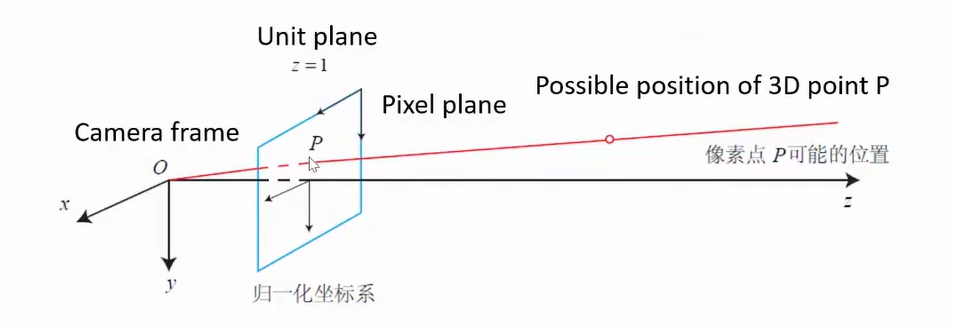 Unit plane
z = 1
Possible position of 3D point P
Pixel plane
Camera frame
P
O
像素点 P可能的位置
x
z
y
归一化坐标系